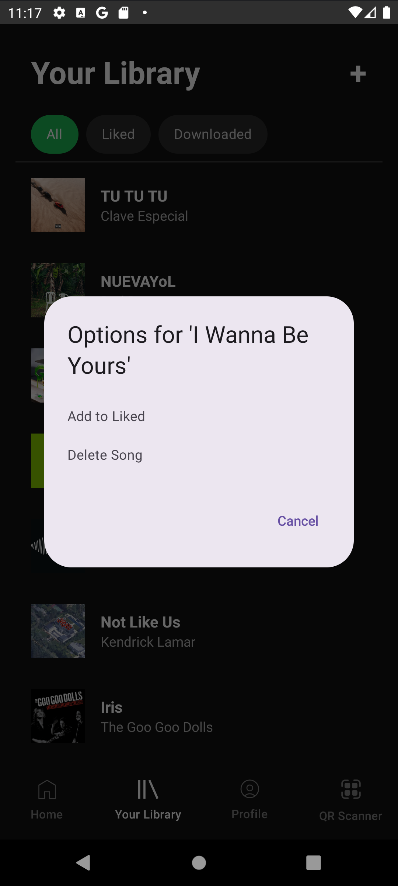 11:17
Your Library
+
All Liked Downloaded
TU TU TU
Clave Especial
NUEVAYoL
Options for 'I Wanna Be
Yours'
Add to Liked
Delete Song
Cancel
Not Like Us
Kendrick Lamar
Iris
The Goo Goo Dolls
Home Your Library Profile QR Scanner